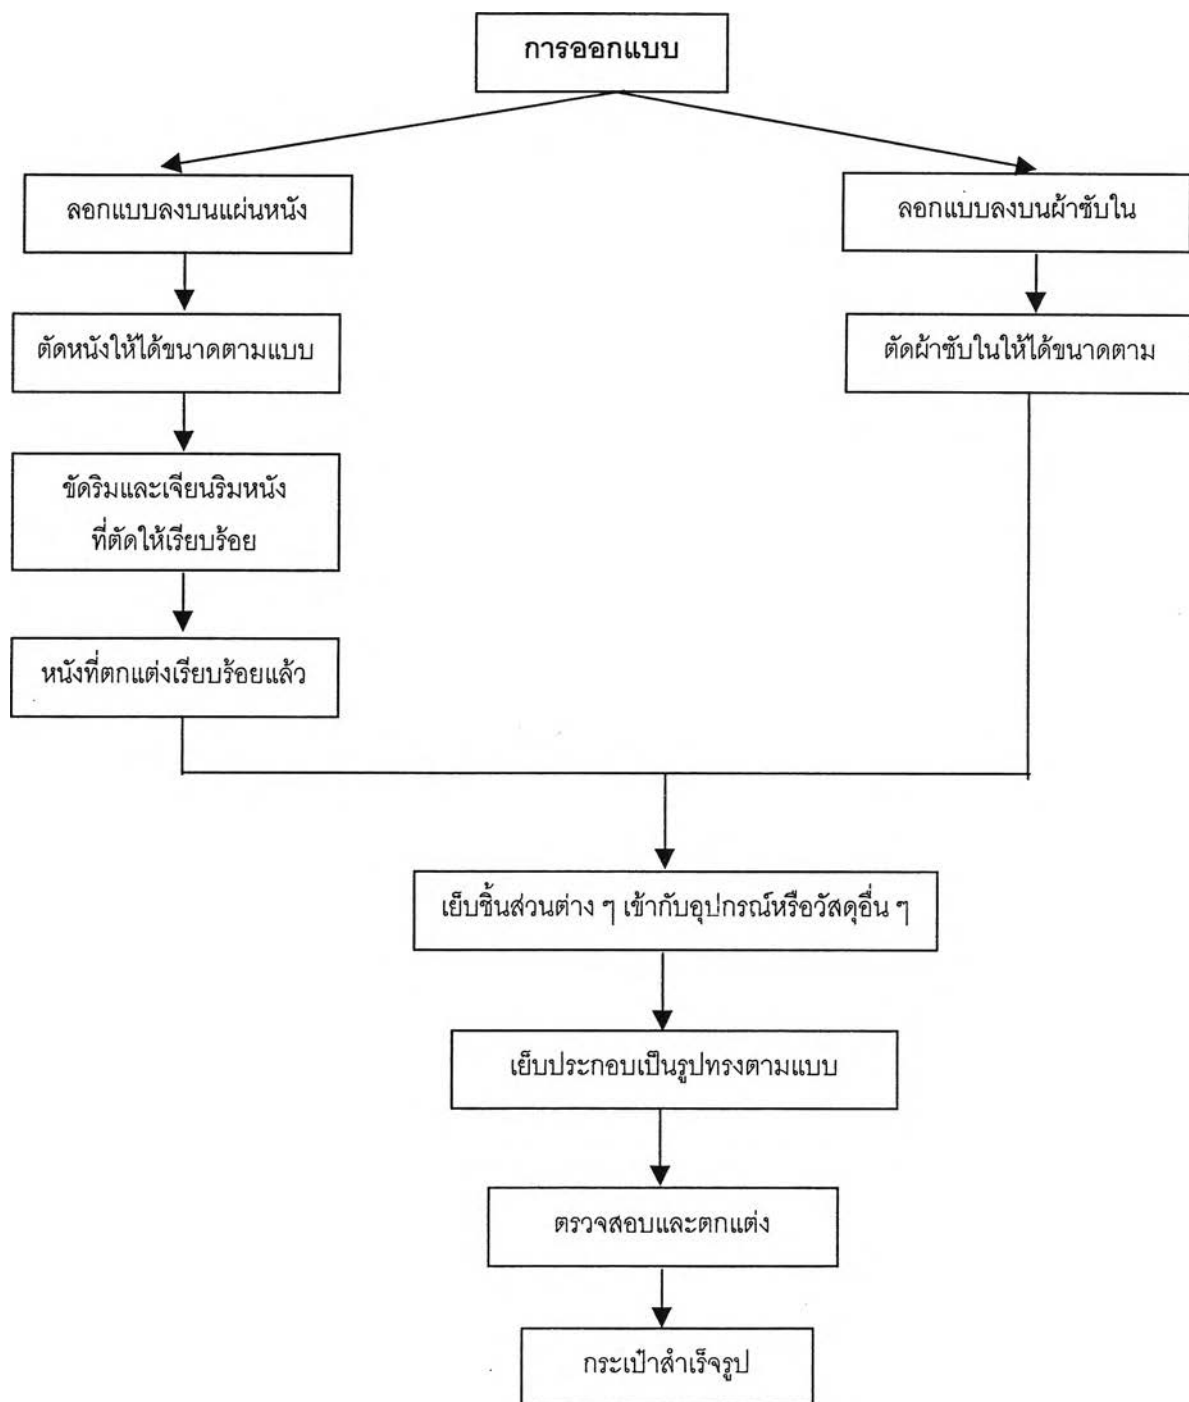 การออกแบบ
ลอกแบบลงบนแผ่นหนัง
ลอกแบบลงบนผ้าซับใน
ตัดหนังให้ได้ขนาดตามแบบ
ตัดผ้าซับในให้ได้ขนาดตาม
ขัดริมและเจียนริมหนัง
ที่ตัดให้เรียบร้อย
หนังที่ตกแต่งเรียบร้อยแล้ว
เย็บชิ้นส่วนต่าง ๆ เข้ากับอุปกรณ์หรือวัสดุอื่น ๆ
เย็บประกอบเป็นรูปทรงตามแบบ
ตรวจสอบและตกแต่ง
กระเป๋าสำเร็จรูป